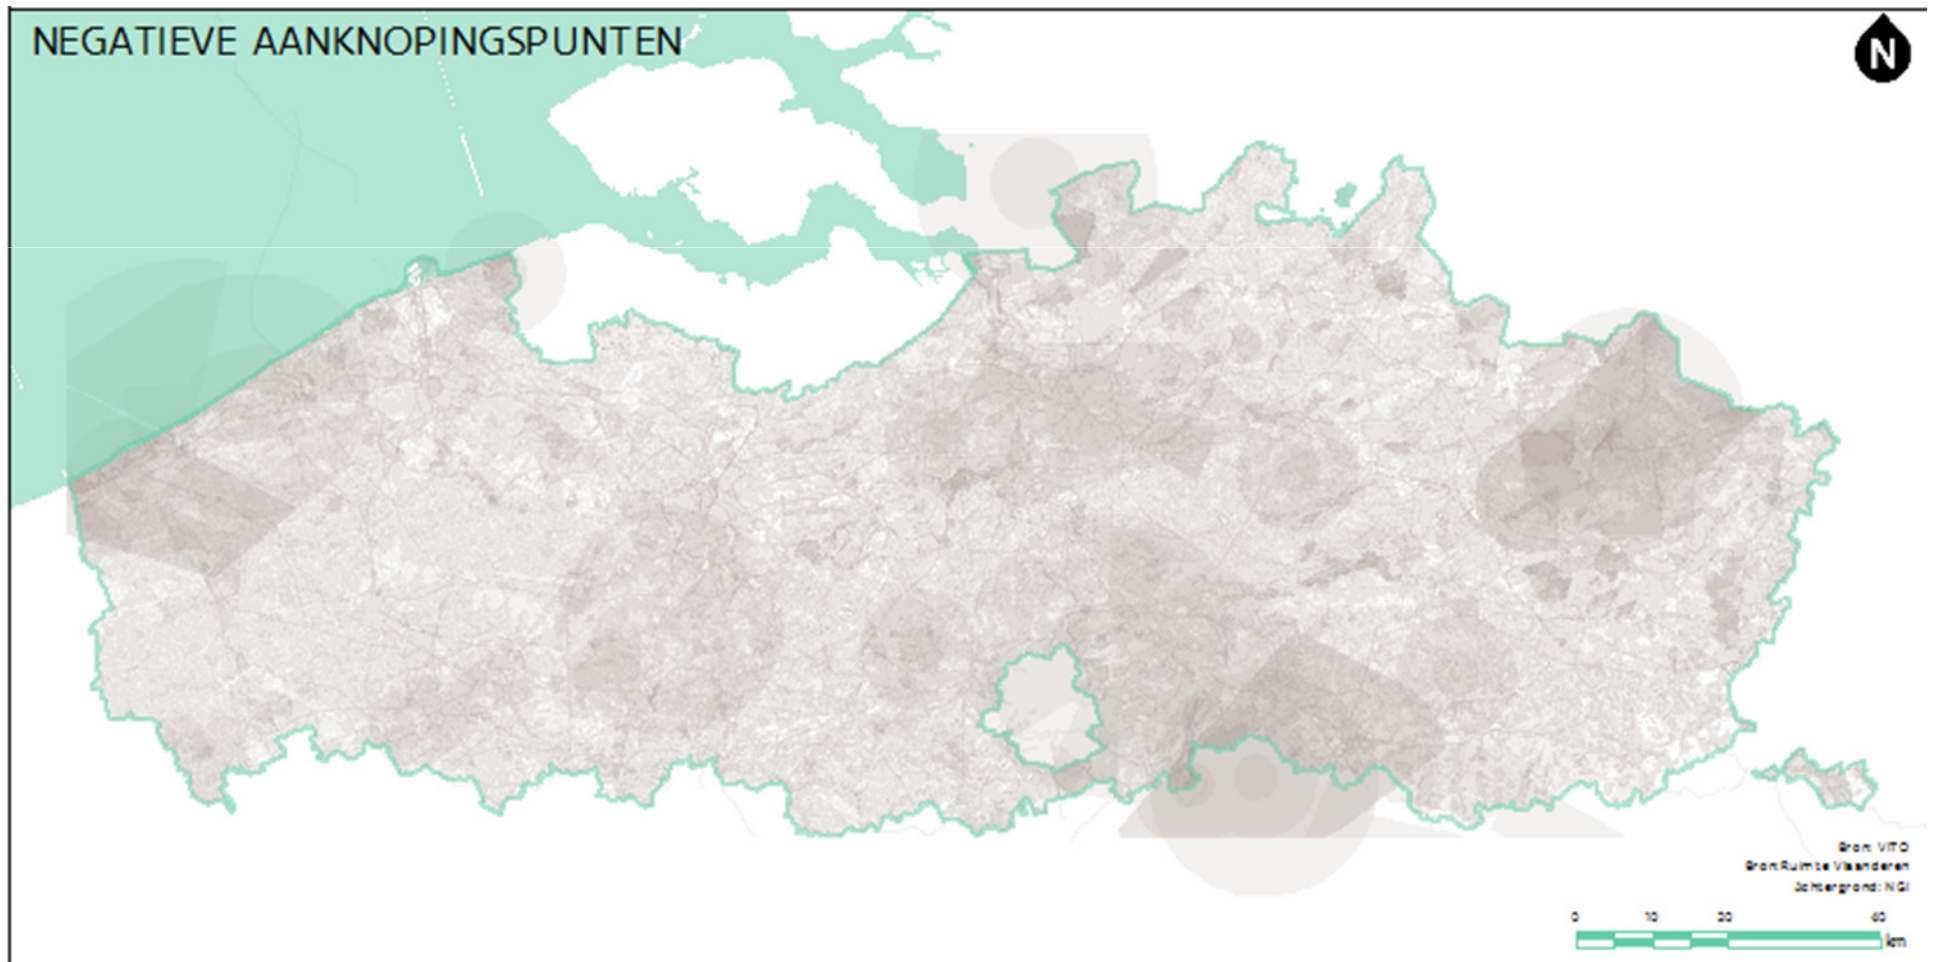 NEGATIEVE AANKNOPINGSPUNTEN
N
Bron: VITO
Bron:Ruimte Vlaanderen
Achtergrond: NGI
0 10 20 40
km